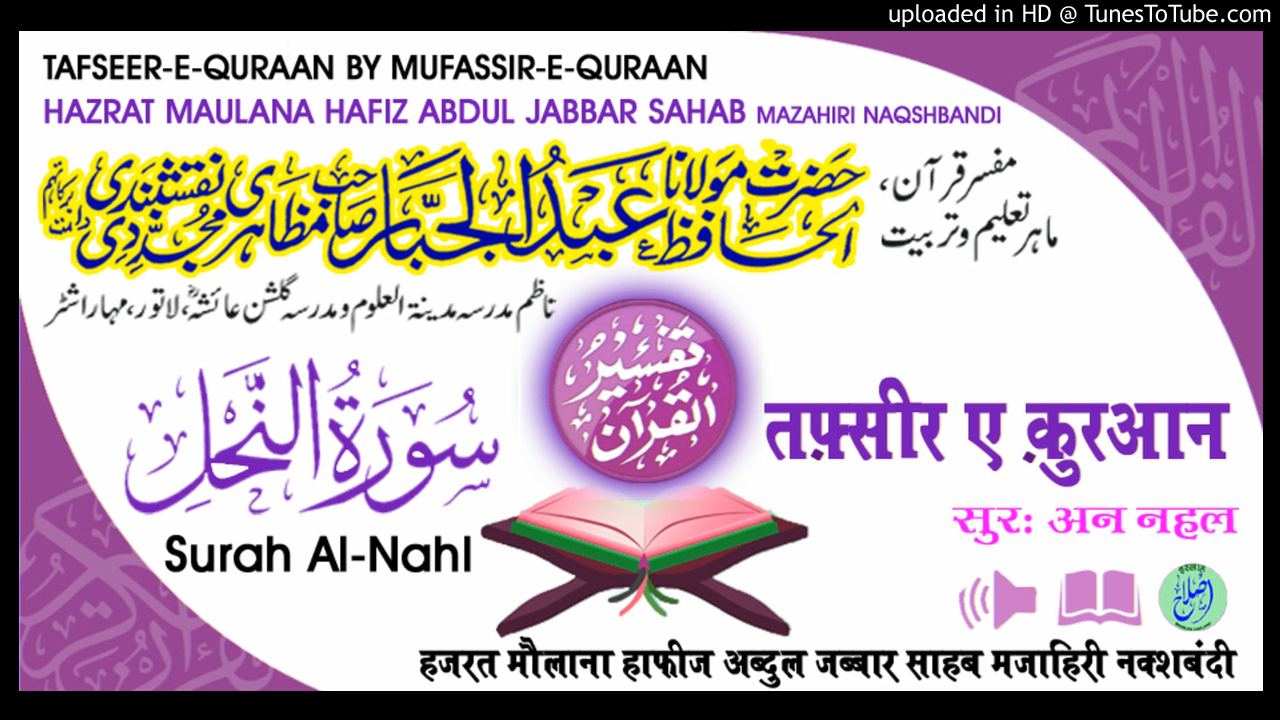 uploaded in HD @ TunesToTube.com
TAFSEER-E-QURAAN BY MUFASSIR-E-QURAAN
HAZRAT MAULANA HAFIZ ABDUL JABBAR SAHAB MAZAHIRI NAQSHBANDI
مفسر قرآن،
ماہر تعلیم و تربیت
حضرت مولانا الحافظ عبدالجبار صاحب مظاہری نقشبندی مجددی
ناظم مدرسہ مدینۃ العلوم و مدرسہ گلشن عائشہؓ، لاتور، مہاراشٹر
تفسیر القرآن
سُورَةُ النَّحل
Surah Al-Nahl
तफ़्सीर ए क़ुरआन
सुरः अन नहल
اصلاح
हजरत मौलाना हाफीज अब्दुल जब्बार साहब मजाहिरी नक्शबंदी